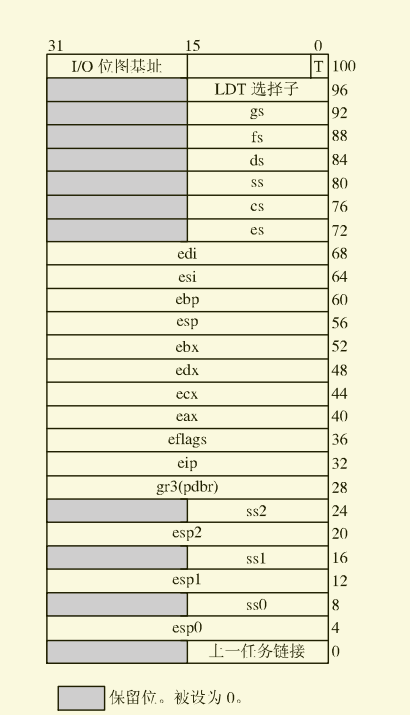 31 15 0
I/O 位图基址 T 100
LDT 选择子 96
gs 92
fs 88
ds 84
ss 80
cs 76
es 72
edi 68
esi 64
ebp 60
esp 56
ebx 52
edx 48
ecx 44
eax 40
eflags 36
eip 32
gr3(pdbr) 28
ss2 24
esp2 20
ss1 16
esp1 12
ss0 8
esp0 4
上一任务链接 0
保留位。被设为 0。